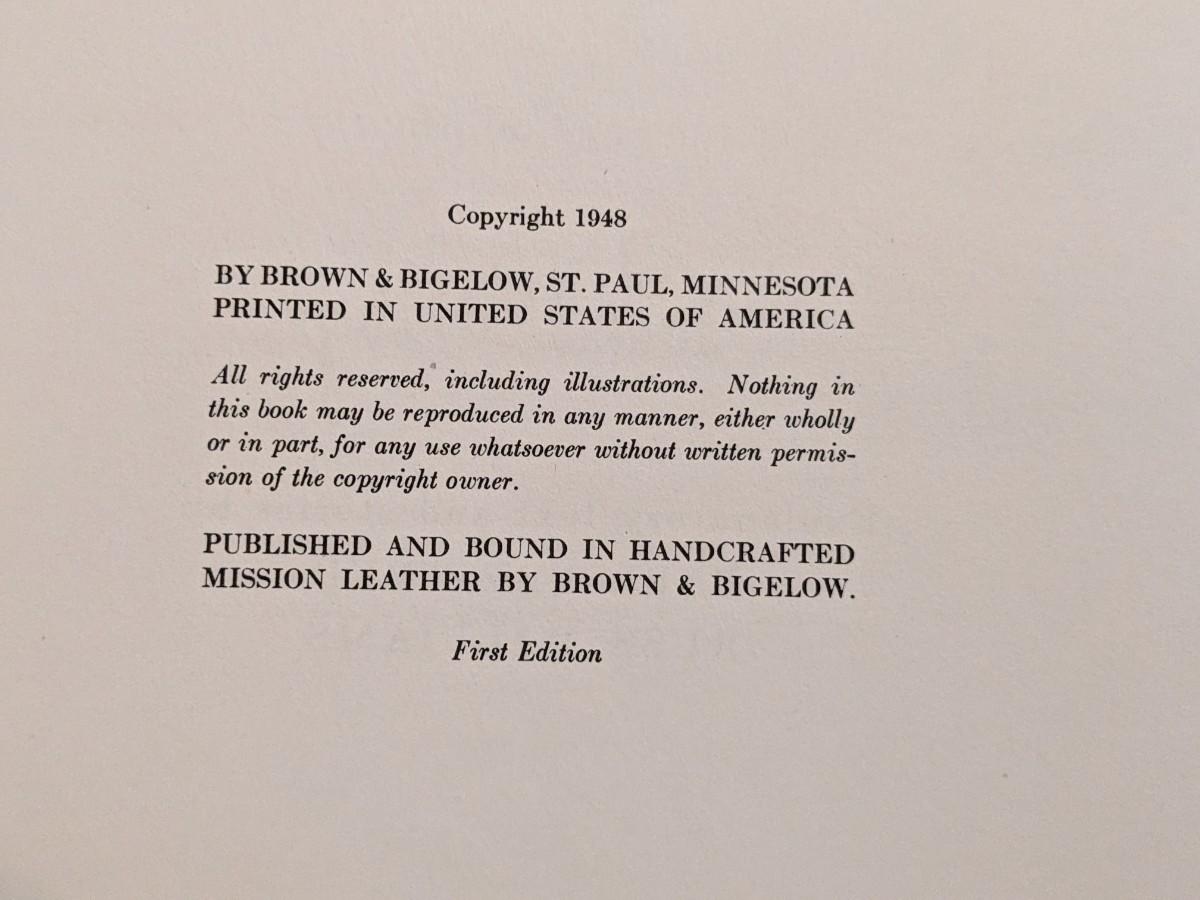 Copyright 1948
BY BROWN & BIGELOW, ST. PAUL, MINNESOTA
PRINTED IN UNITED STATES OF AMERICA
All rights reserved, including illustrations. Nothing in
this book may be reproduced in any manner, either wholly
or in part, for any use whatsoever without written permis-
sion of the copyright owner.
PUBLISHED AND BOUND IN HANDCRAFTED
MISSION LEATHER BY BROWN & BIGELOW.
First Edition